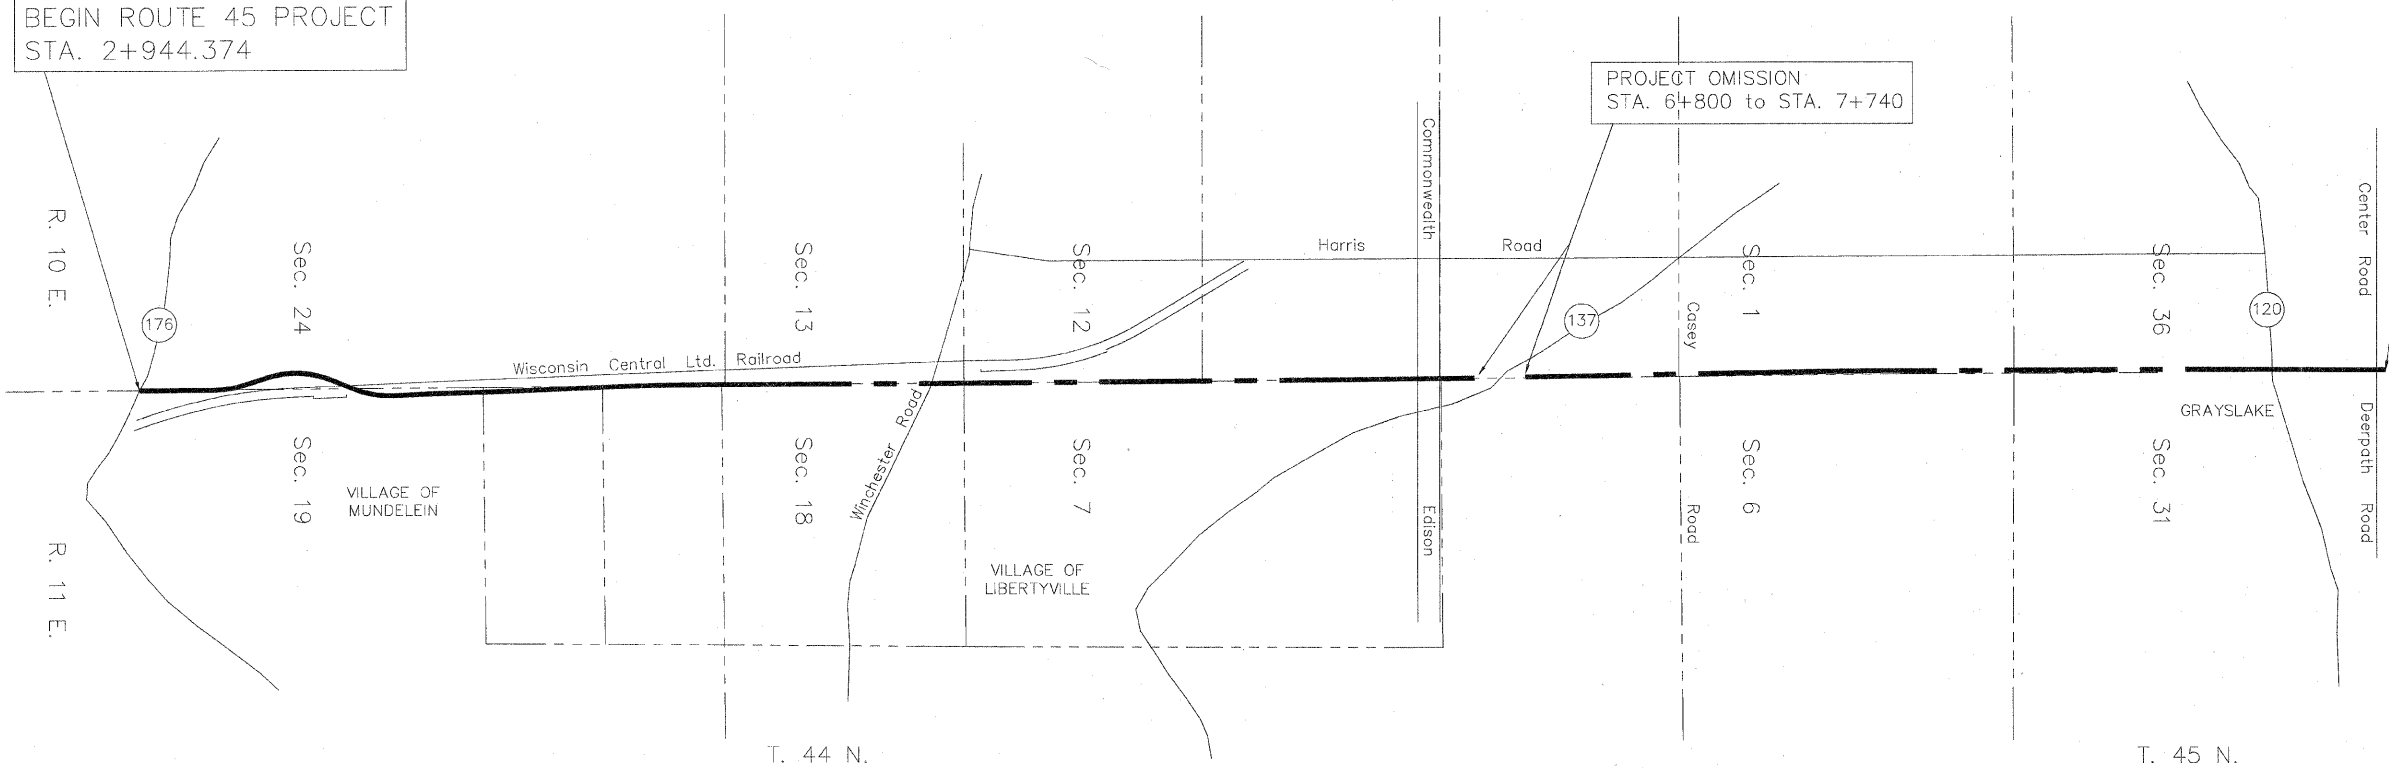 BEGIN ROUTE 45 PROJECT
STA. 2+944.374
PROJECT OMISSION
STA. 6+800 to STA. 7+740
R. 10 E.
176
Sec. 24
Sec. 13
Sec. 12
Commonwealth
Harris Road
137
Casey
Sec. 1
Sec. 36
120
Center Road
Wisconsin Central Ltd. Railroad
GRAYSLAKE
R. 11 E.
Sec. 19
VILLAGE OF
MUNDELEIN
Sec. 18
Winchester Road
Sec. 7
VILLAGE OF
LIBERTYVILLE
Edison
Road
Sec. 6
Sec. 31
Deerpath Road
T. 44 N.
T. 45 N.